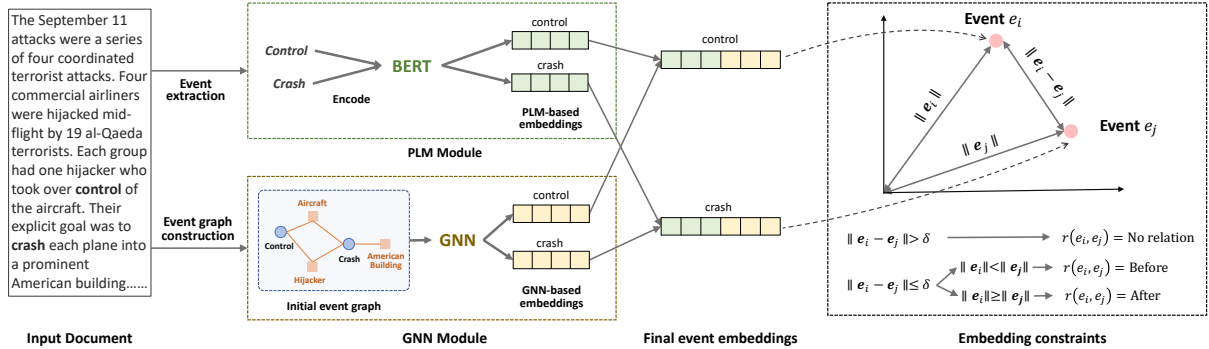 The September 11
attacks were a series
of four coordinated
terrorist attacks. Four
commercial airliners
were hijacked mid-
flight by 19 al-Qaeda
terrorists. Each group
had one hijacker who
took over control of
the aircraft. Their
explicit goal was to
crash each plane into
a prominent
American building......
Input Document
Event
extraction
Event graph
construction
Control
Crash
Encode
BERT
control
crash
PLM-based
embeddings
PLM Module
Aircraft
Control
Crash
American
Building
Hijacker
Initial event graph
GNN
control
crash
GNN-based
embeddings
GNN Module
control
crash
Final event embeddings
Event e_i
Event e_j
‖ e_i ‖
‖ e_i − e_j ‖
‖ e_j ‖
‖ e_i − e_j ‖> δ r(e_i, e_j) = No relation
‖ e_i − e_j ‖≤ δ
‖ e_i ‖<‖ e_j ‖ r(e_i, e_j) = Before
‖ e_i ‖≥‖ e_j ‖ r(e_i, e_j) = After
Embedding constraints